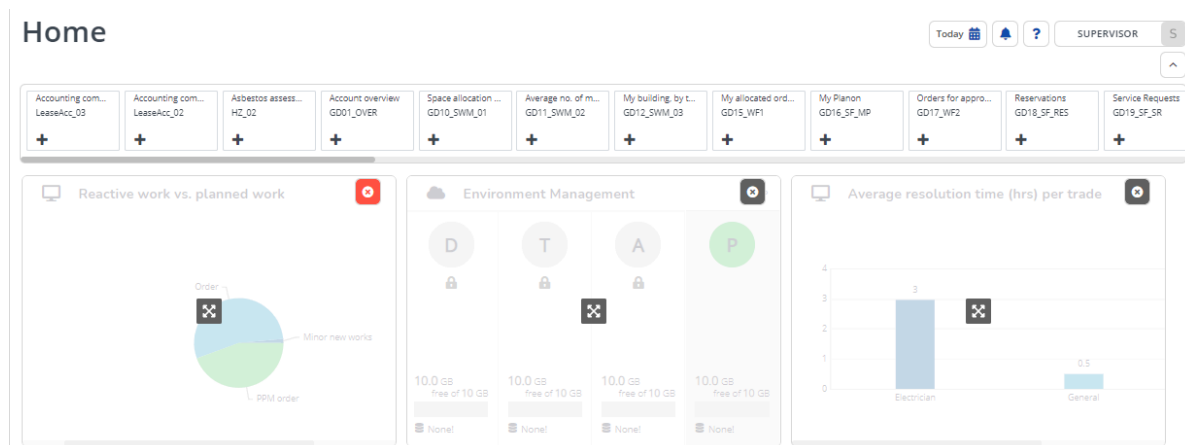 Home
Today
?
SUPERVISOR
S
Accounting com...
LeaseAcc_03
Accounting com...
LeaseAcc_02
Asbestos assess...
HZ_02
Account overview
GD01_OVER
Space allocation ...
GD10_SWM_01
Average no. of m...
GD11_SWM_02
My building, by t...
GD12_SWM_03
My allocated ord...
GD15_WF1
My Planon
GD16_SF_MP
Orders for appro...
GD17_WF2
Reservations
GD18_SF_RES
Service Requests
GD19_SF_SR
Reactive work vs. planned work
Order
Minor new works
PPM order
Environment Management
D
T
A
P
10.0 GB
free of 10 GB
None!
10.0 GB
free of 10 GB
None!
10.0 GB
free of 10 GB
None!
10.0 GB
free of 10 GB
None!
Average resolution time (hrs) per trade
4
3
2
1
0
3
0.5
Electrician
General